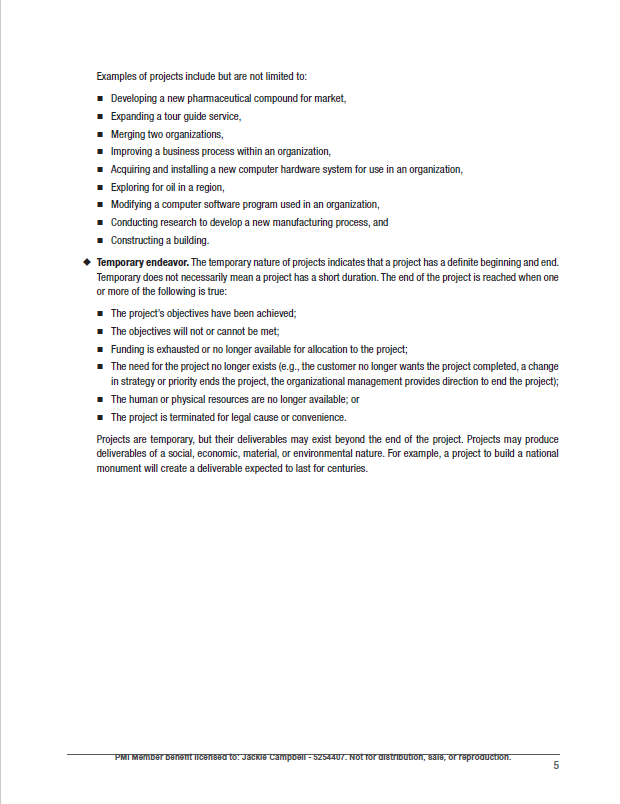 Examples of projects include but are not limited to:
■ Developing a new pharmaceutical compound for market,
■ Expanding a tour guide service,
■ Merging two organizations,
■ Improving a business process within an organization,
■ Acquiring and installing a new computer hardware system for use in an organization,
■ Exploring for oil in a region,
■ Modifying a computer software program used in an organization,
■ Conducting research to develop a new manufacturing process, and
■ Constructing a building.
◆ Temporary endeavor. The temporary nature of projects indicates that a project has a definite beginning and end.
Temporary does not necessarily mean a project has a short duration. The end of the project is reached when one
or more of the following is true:
■ The project's objectives have been achieved;
■ The objectives will not or cannot be met;
■ Funding is exhausted or no longer available for allocation to the project;
■ The need for the project no longer exists (e.g., the customer no longer wants the project completed, a change
in strategy or priority ends the project, the organizational management provides direction to end the project);
■ The human or physical resources are no longer available; or
■ The project is terminated for legal cause or convenience.
Projects are temporary, but their deliverables may exist beyond the end of the project. Projects may produce
deliverables of a social, economic, material, or environmental nature. For example, a project to build a national
monument will create a deliverable expected to last for centuries.
PMI Member benefit licensed to: Jackie Campbell - 5254407. Not for distribution, sale, or reproduction.
5